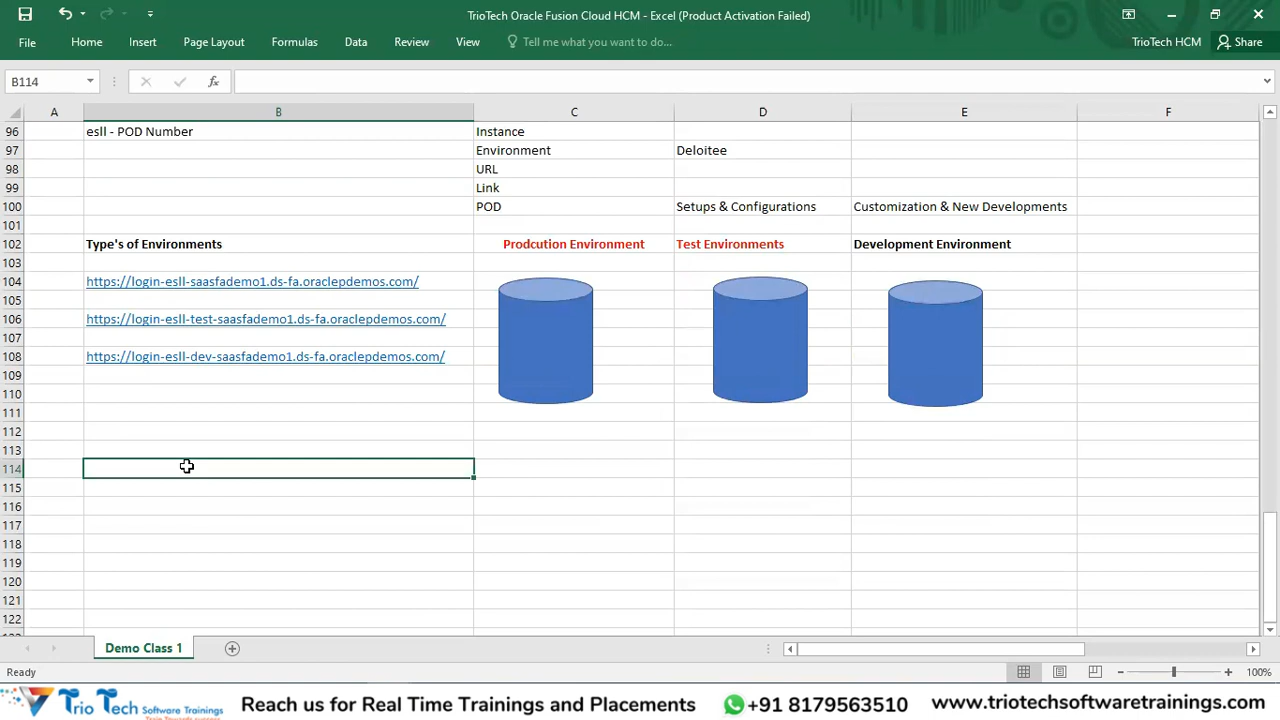 TrioTech Oracle Fusion Cloud HCM - Excel (Product Activation Failed)
File Home Insert Page Layout Formulas Data Review View Tell me what you want to do... TrioTech HCM Share
B114 fx
A B C D E F
96 esll - POD Number Instance
97 Environment Deloitee
98 URL
99 Link
100 POD Setups & Configurations Customization & New Developments
101
102 Type's of Environments Prodcution Environment Test Environments Development Environment
103
104 https://login-esll-saasfademo1.ds-fa.oraclepdemos.com/
105
106 https://login-esll-test-saasfademo1.ds-fa.oraclepdemos.com/
107
108 https://login-esll-dev-saasfademo1.ds-fa.oraclepdemos.com/
109
110
111
112
113
114
115
116
117
118
119
120
121
122
Demo Class 1
Ready 100%
Trio Tech Software Trainings Reach us for Real Time Trainings and Placements +91 8179563510 www.triotechsoftwaretrainings.com